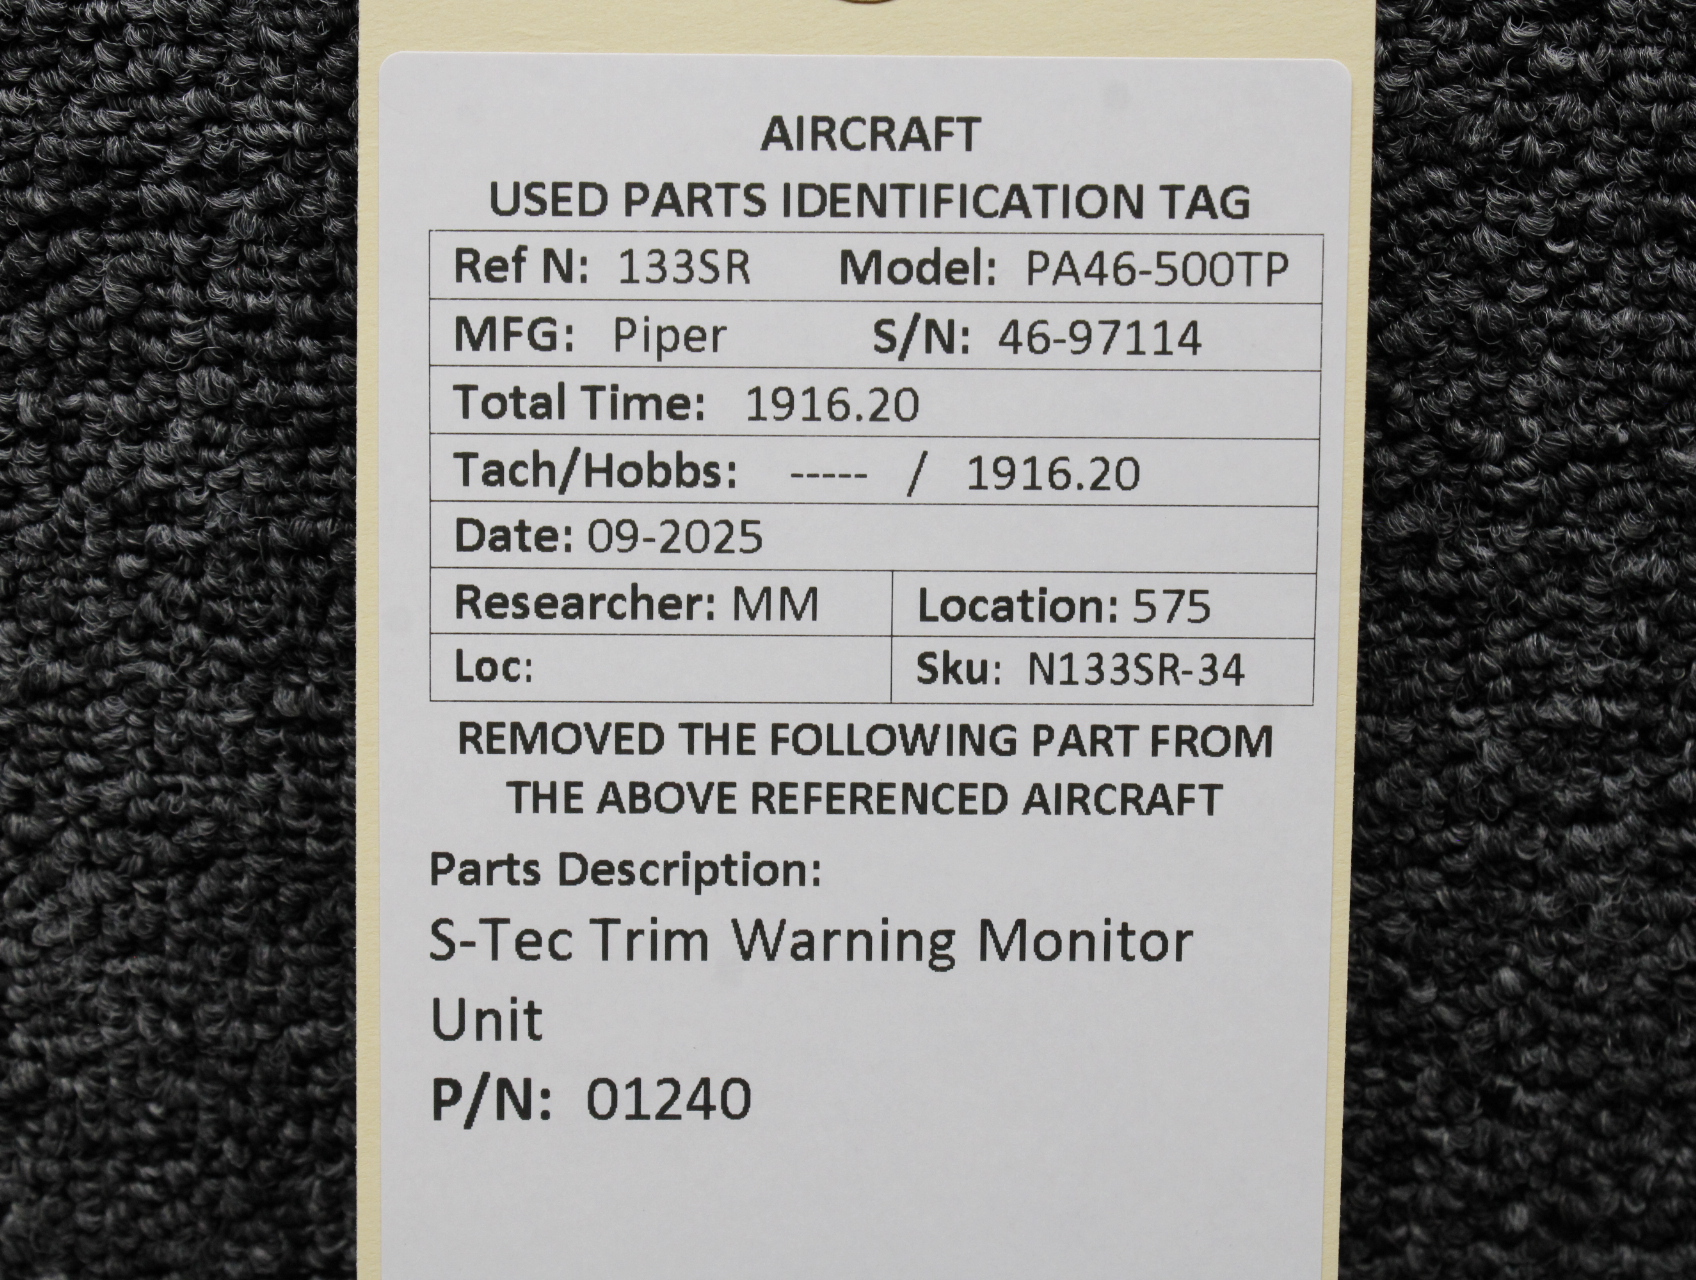 AIRCRAFT
USED PARTS IDENTIFICATION TAG
Ref N: 133SR Model: PA46-500TP
MFG: Piper S/N: 46-97114
Total Time: 1916.20
Tach/Hobbs: ----- / 1916.20
Date: 09-2025
Researcher: MM Location: 575
Loc: Sku: N133SR-34
REMOVED THE FOLLOWING PART FROM
THE ABOVE REFERENCED AIRCRAFT
Parts Description:
S-Tec Trim Warning Monitor
Unit
P/N: 01240